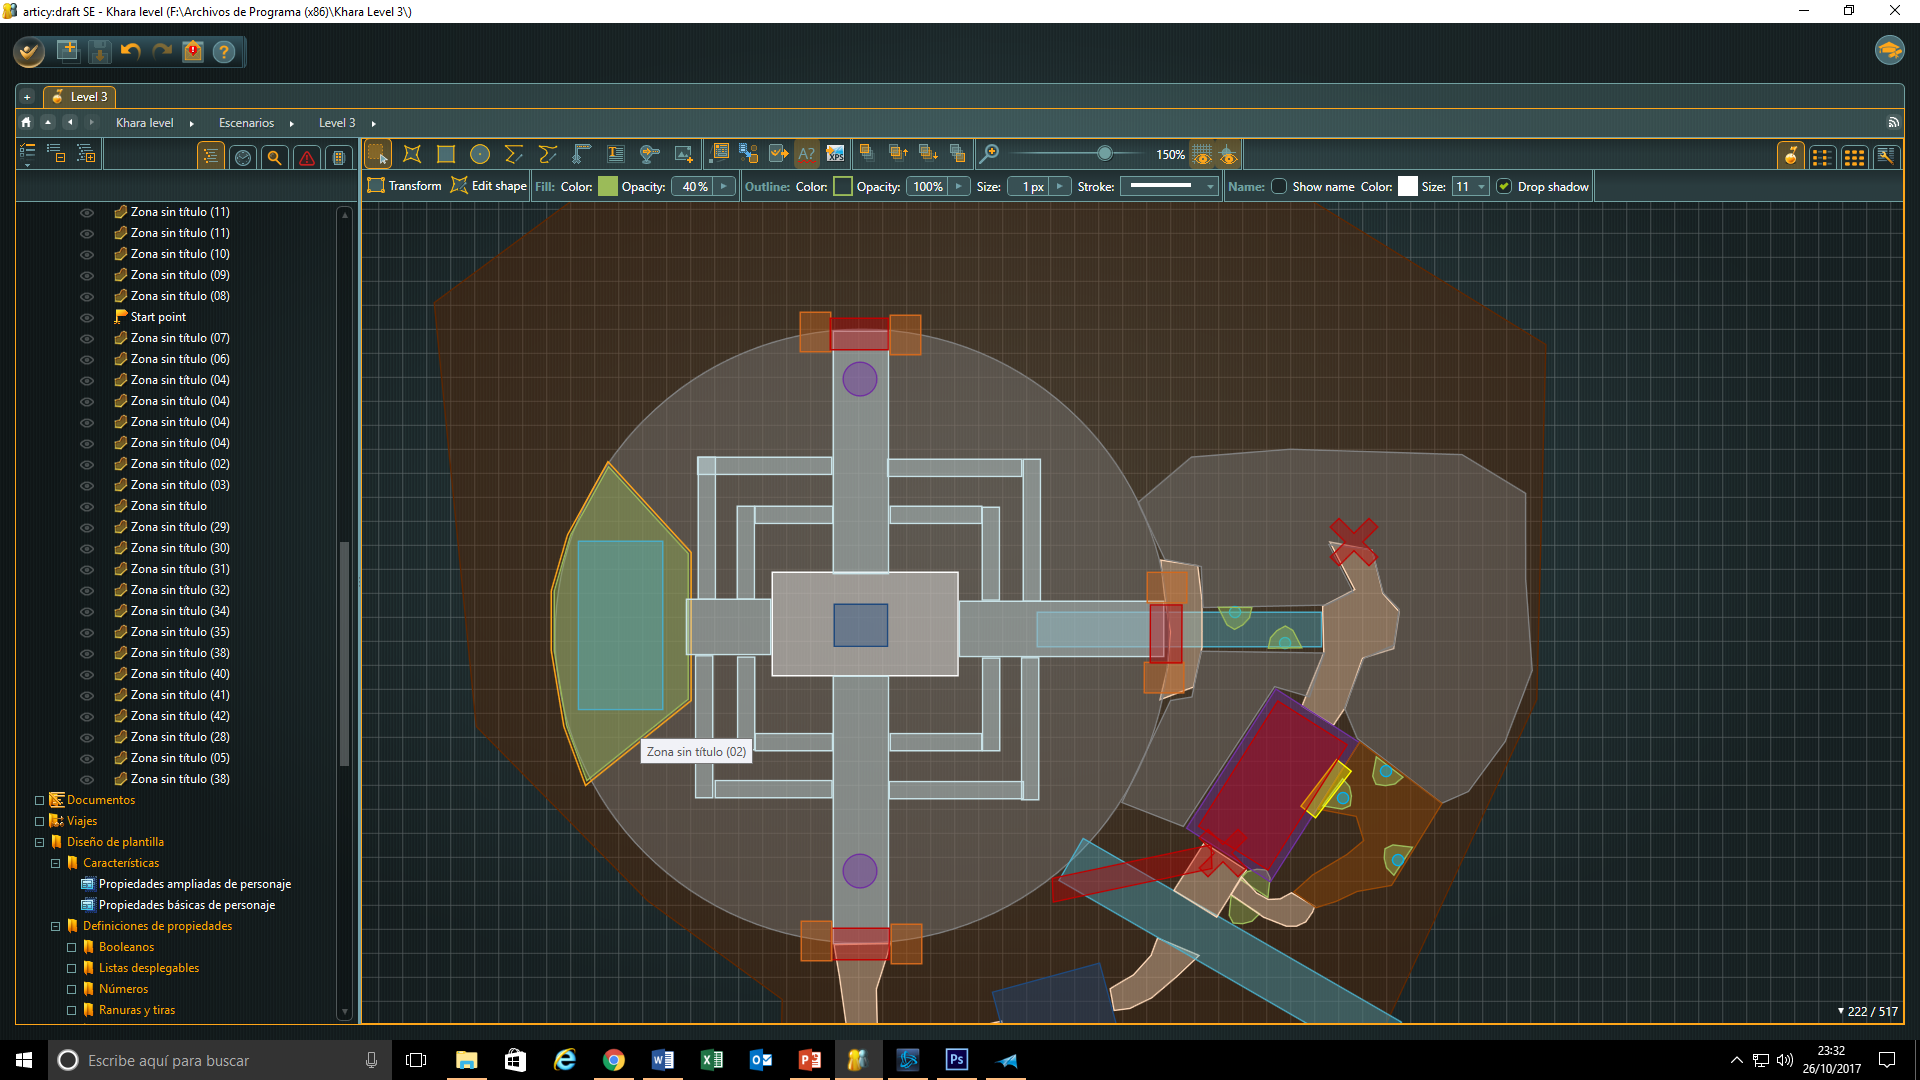 articy:draft SE - Khara level (F:\Archivos de Programa (x86)\Khara Level 3\)
Level 3
Khara level
Escenarios
Level 3
A?
XPS
150%
Transform
Edit shape
Fill: Color:
Opacity:
40%
Outline: Color:
Opacity:
100%
Size:
1 px
Stroke:
Name:
Show name
Color:
Size:
11
Drop shadow
Zona sin título (11)
Zona sin título (11)
Zona sin título (10)
Zona sin título (09)
Zona sin título (08)
Start point
Zona sin título (07)
Zona sin título (06)
Zona sin título (04)
Zona sin título (04)
Zona sin título (04)
Zona sin título (04)
Zona sin título (02)
Zona sin título (03)
Zona sin título
Zona sin título (29)
Zona sin título (30)
Zona sin título (31)
Zona sin título (32)
Zona sin título (34)
Zona sin título (35)
Zona sin título (38)
Zona sin título (40)
Zona sin título (41)
Zona sin título (42)
Zona sin título (28)
Zona sin título (05)
Zona sin título (38)
Documentos
Viajes
Diseño de plantilla
Características
Propiedades ampliadas de personaje
Propiedades básicas de personaje
Definiciones de propiedades
Booleanos
Listas desplegables
Números
Ranuras y tiras
Zona sin título (02)
222 / 517
Escribe aquí para buscar
Ps
23:32
26/10/2017